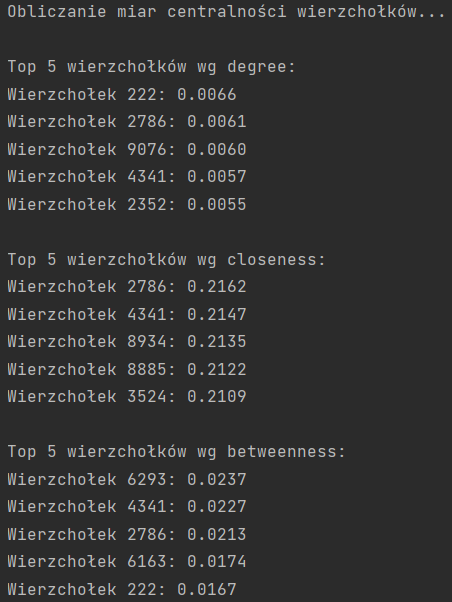 Obliczanie miar centralności wierzchołków...
Top 5 wierzchołków wg degree:
Wierzchołek 222: 0.0066
Wierzchołek 2786: 0.0061
Wierzchołek 9076: 0.0060
Wierzchołek 4341: 0.0057
Wierzchołek 2352: 0.0055
Top 5 wierzchołków wg closeness:
Wierzchołek 2786: 0.2162
Wierzchołek 4341: 0.2147
Wierzchołek 8934: 0.2135
Wierzchołek 8885: 0.2122
Wierzchołek 3524: 0.2109
Top 5 wierzchołków wg betweenness:
Wierzchołek 6293: 0.0237
Wierzchołek 4341: 0.0227
Wierzchołek 2786: 0.0213
Wierzchołek 6163: 0.0174
Wierzchołek 222: 0.0167